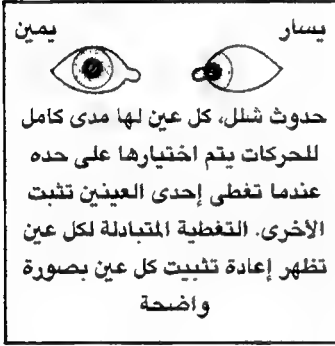 يسار
يمين
حدوث شلل، كل عين لها مدى كامل
للحركات يتم اختيارها على حده
عندما تغطى إحدى العينين تثبت
الأخرى. التغطية المتبادلة لكل عين
تظهر إعادة تثبيت كل عين بصورة
واضحة